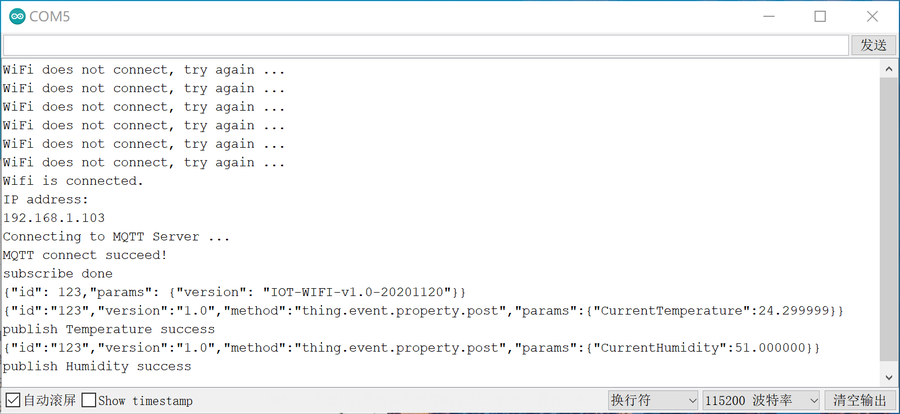 COM5
发送
WiFi does not connect, try again ...
WiFi does not connect, try again ...
WiFi does not connect, try again ...
WiFi does not connect, try again ...
WiFi does not connect, try again ...
WiFi does not connect, try again ...
Wifi is connected.
IP address:
192.168.1.103
Connecting to MQTT Server ...
MQTT connect succeed!
subscribe done
{"id": 123,"params": {"version": "IOT-WIFI-v1.0-20201120"}}
{"id":"123","version":"1.0","method":"thing.event.property.post","params":{"CurrentTemperature":24.299999}}
publish Temperature success
{"id":"123","version":"1.0","method":"thing.event.property.post","params":{"CurrentHumidity":51.000000}}
publish Humidity success
自动滚屏 Show timestamp 换行符 115200 波特率 清空输出